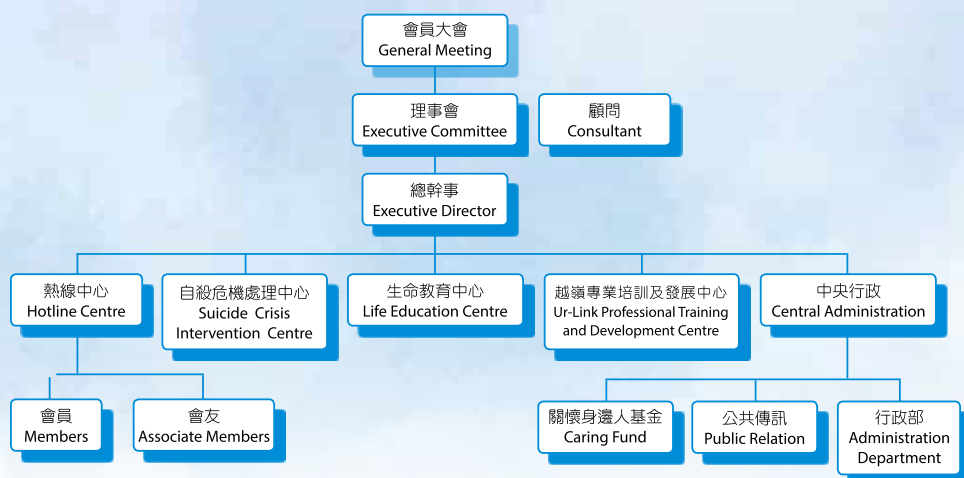 會員大會
General Meeting
理事會
Executive Committee
顧問
Consultant
總幹事
Executive Director
熱線中心
Hotline Centre
自殺危機處理中心
Suicide Crisis
Intervention Centre
生命教育中心
Life Education Centre
越嶺專業培訓及發展中心
Ur-Link Professional Training
and Development Centre
中央行政
Central Administration
會員
Members
會友
Associate Members
關懷身邊人基金
Caring Fund
公共傳訊
Public Relation
行政部
Administration
Department